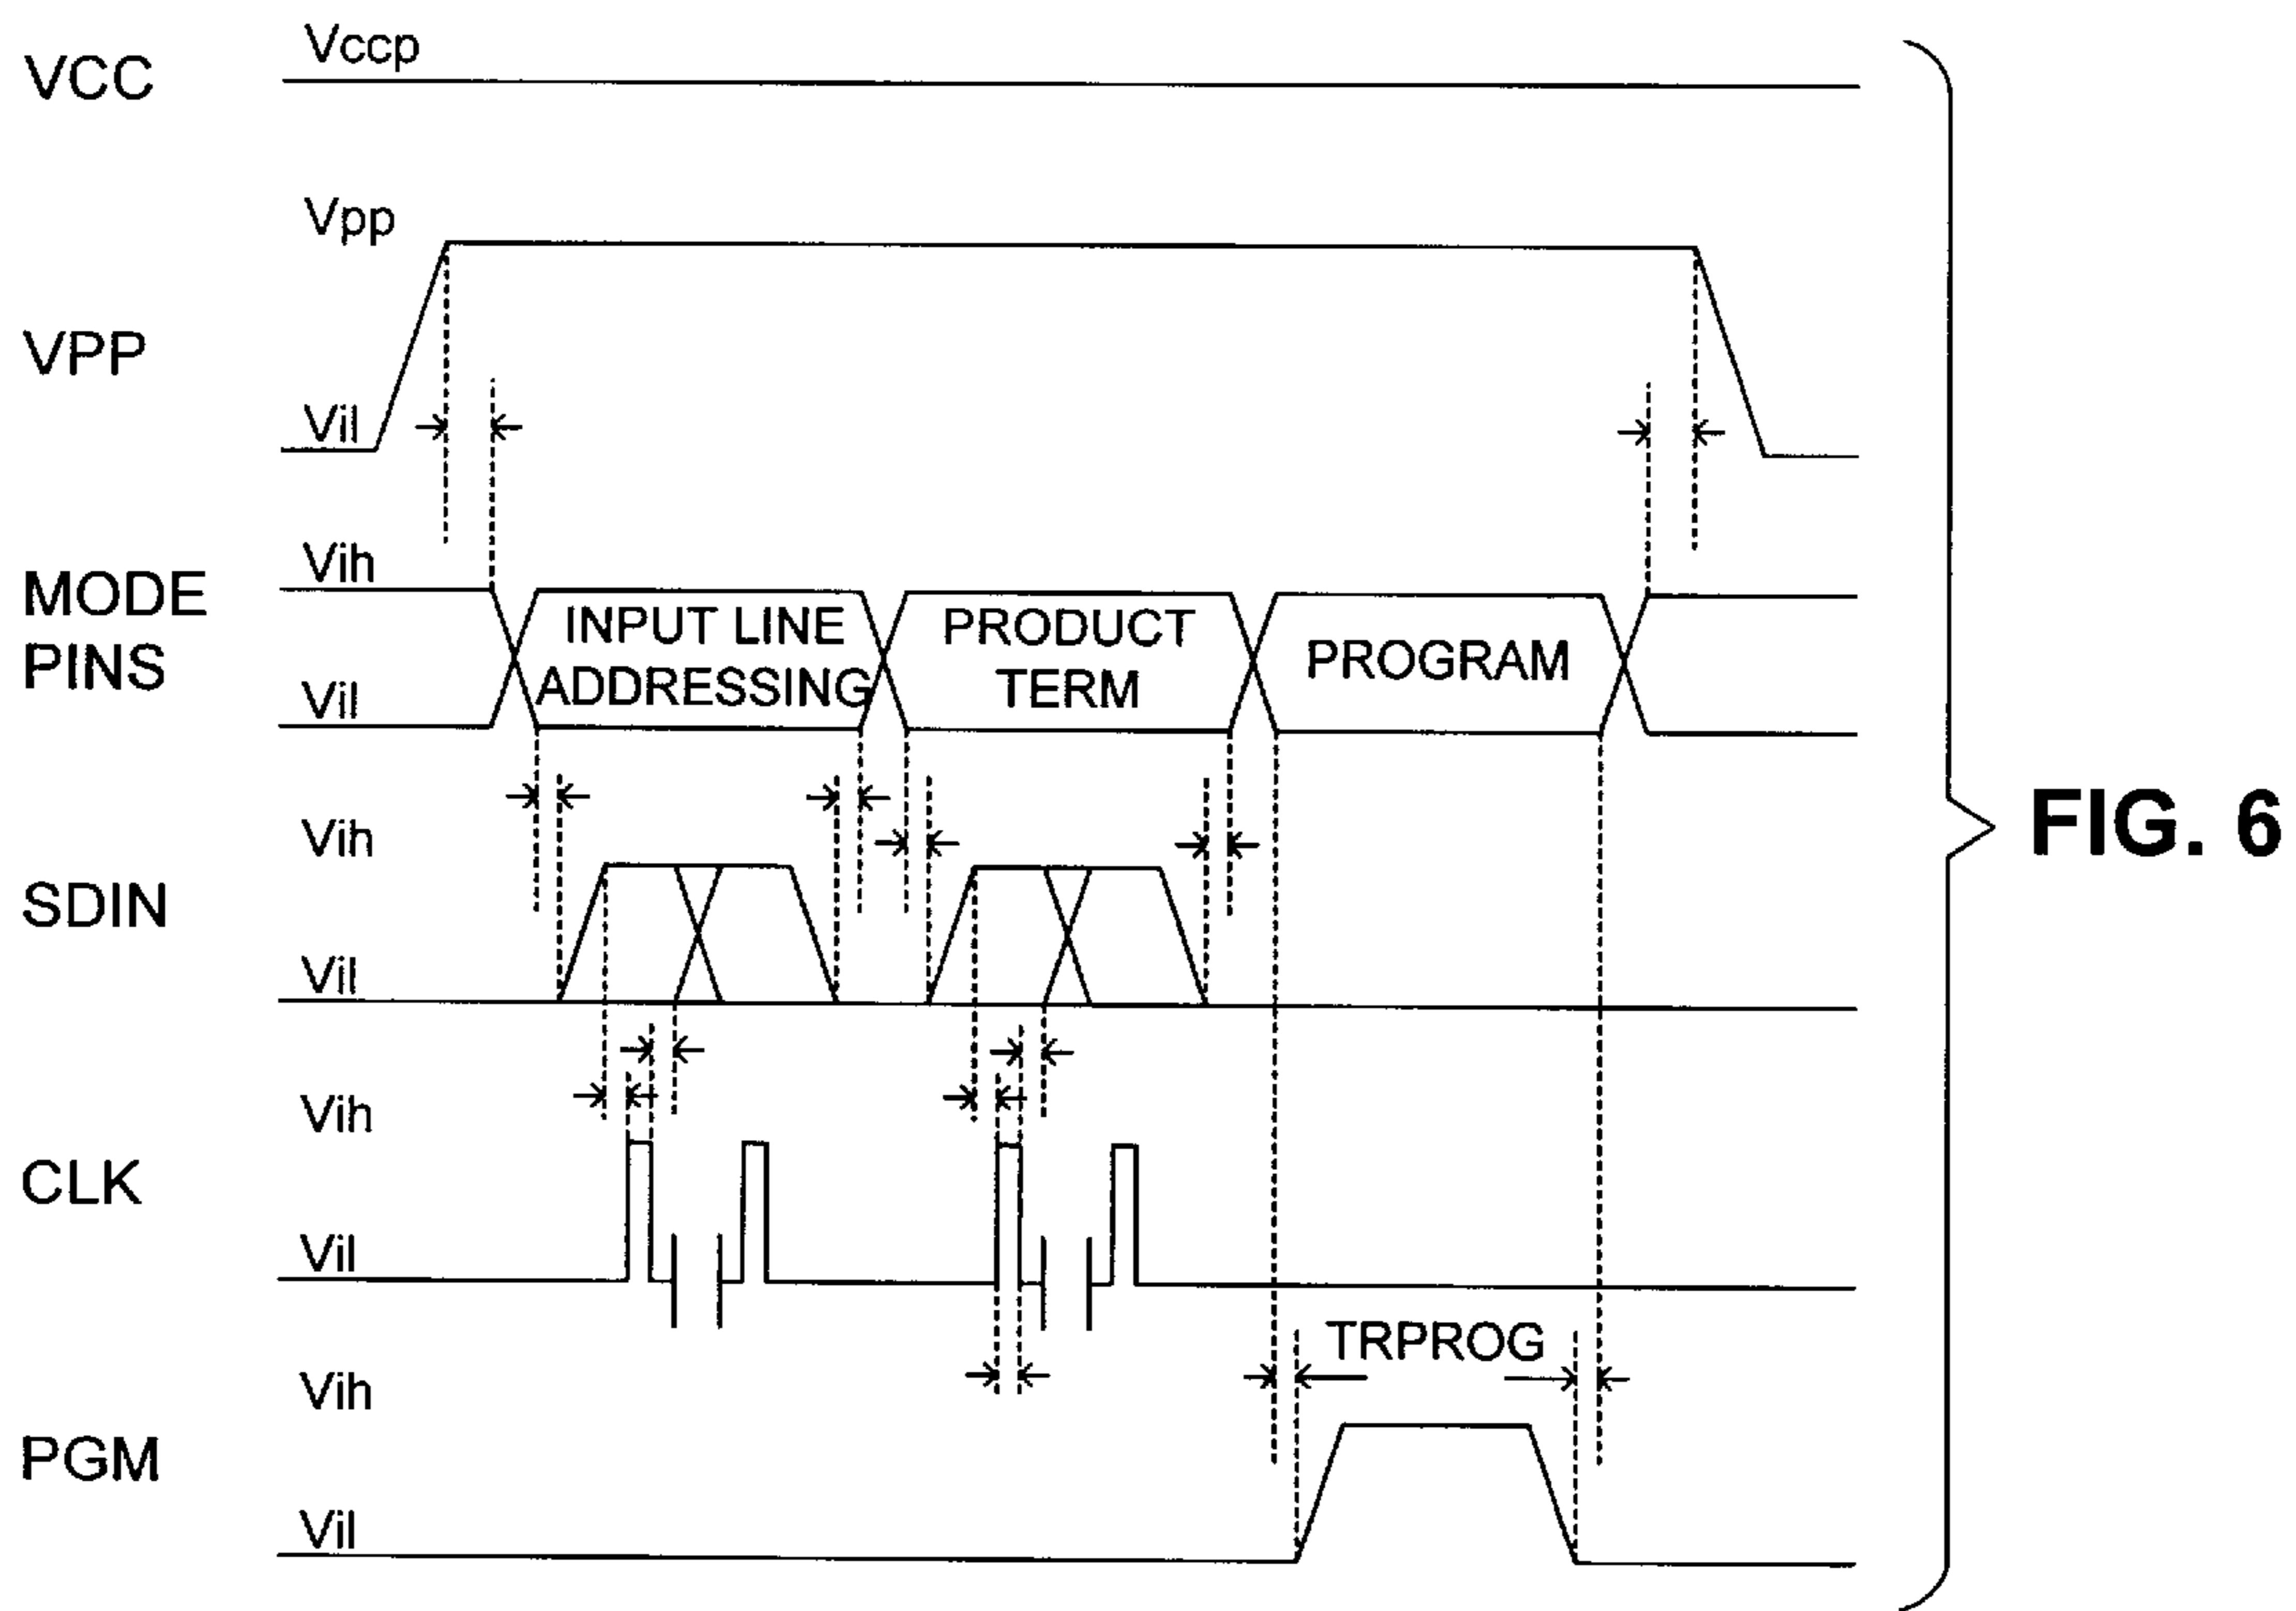 VCC
Vccp
VPP
Vpp
Vil
MODE
PINS
Vih
Vil
INPUT LINE
ADDRESSING
PRODUCT
TERM
PROGRAM
SDIN
Vih
Vil
CLK
Vih
Vil
TRPROG
PGM
Vih
Vil
FIG. 6